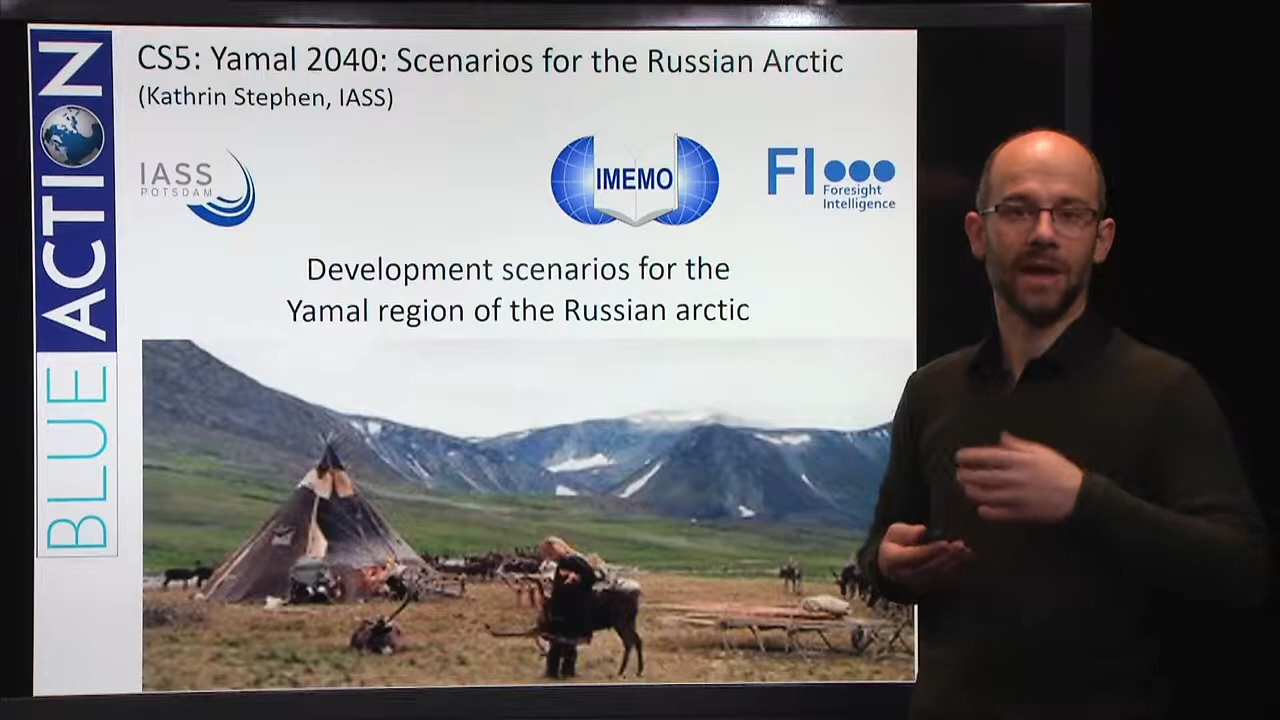 CS5: Yamal 2040: Scenarios for the Russian Arctic
(Kathrin Stephen, IASS)
IASS
POTSDAM
IMEMO
FI
Foresight
Intelligence
Development scenarios for the
Yamal region of the Russian arctic
BLUE ACTION